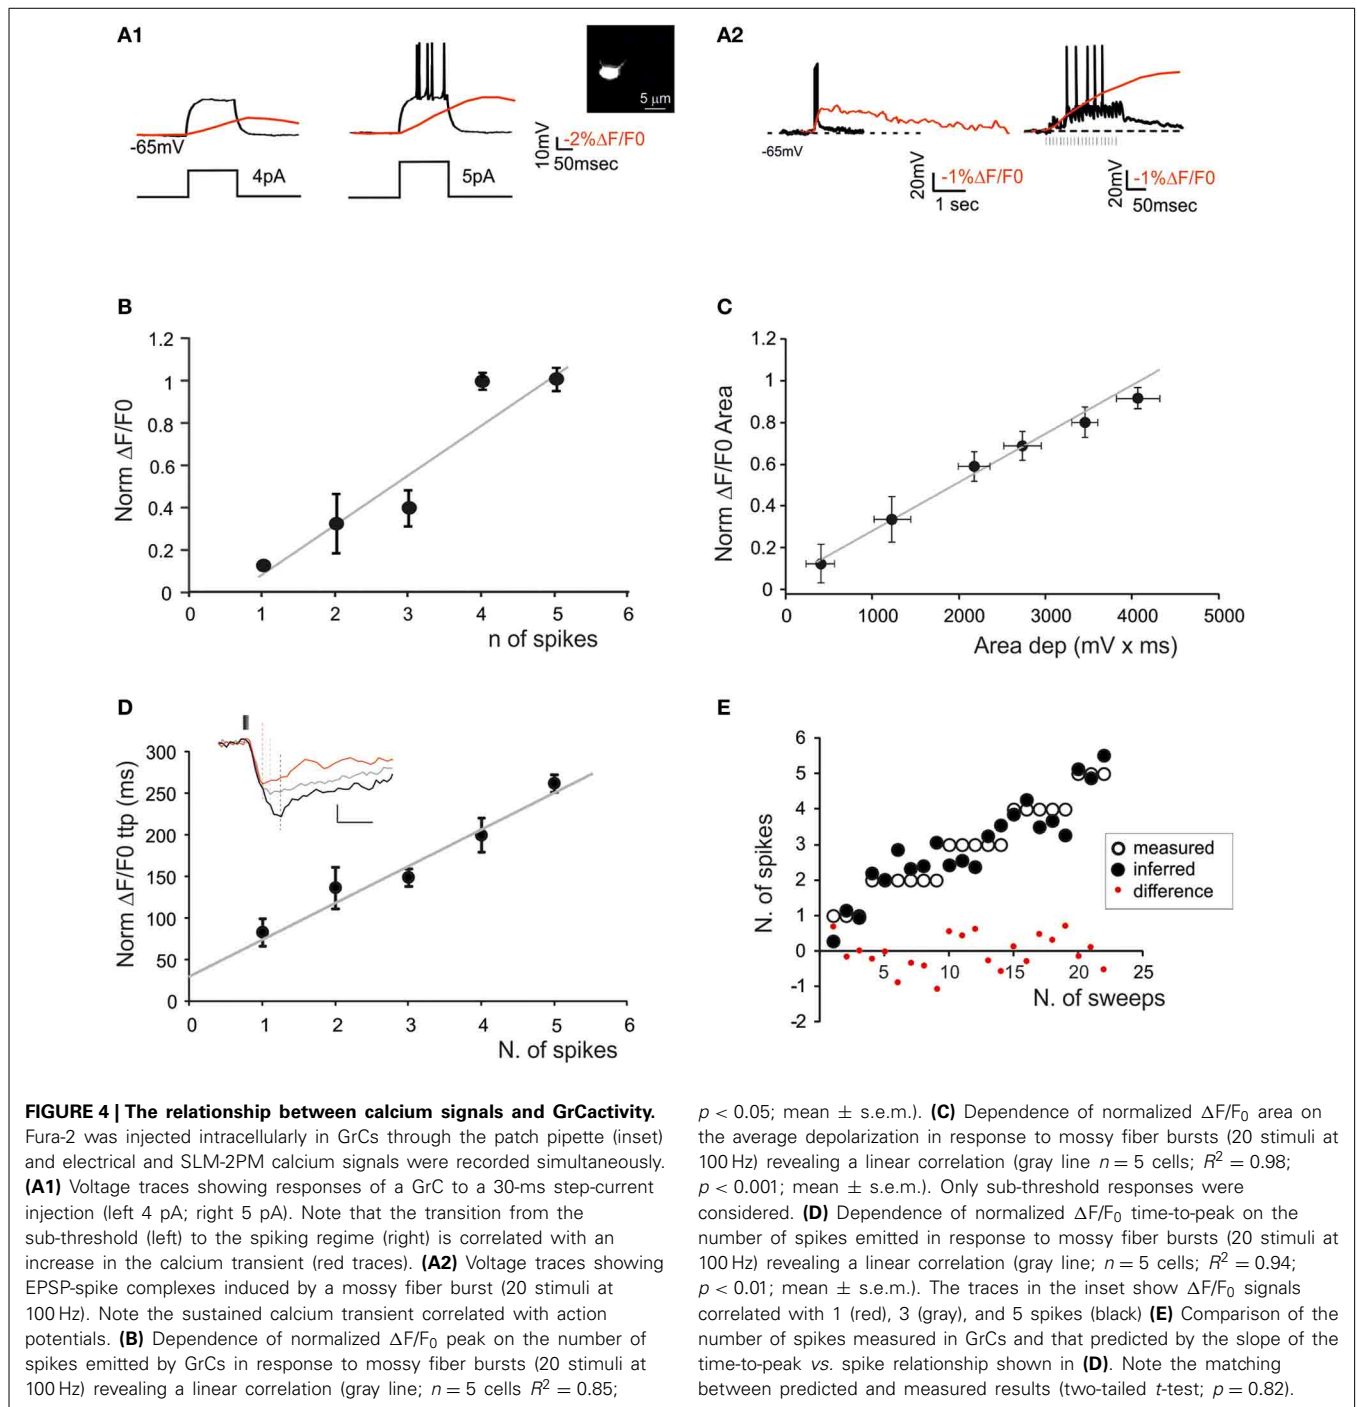 A1
-65mV
4pA
5pA
5 µm
10mV
-2%ΔF/F0
50msec
A2
-65mV
20mV
-1%ΔF/F0
1 sec
20mV
-1%ΔF/F0
50msec
B
Norm ΔF/F0
1.2
1
0.8
0.6
0.4
0.2
0
0 1 2 3 4 5 6
n of spikes
C
Norm ΔF/F0 Area
1.2
1
0.8
0.6
0.4
0.2
0
0 1000 2000 3000 4000 5000
Area dep (mV x ms)
D
Norm ΔF/F0 ttp (ms)
300
250
200
150
100
50
0
0 1 2 3 4 5 6
N. of spikes
E
N. of spikes
6
5
4
3
2
1
0
-1
-2
5 10 15 20 25
N. of sweeps
measured
inferred
difference
FIGURE 4 | The relationship between calcium signals and GrCactivity.
Fura-2 was injected intracellularly in GrCs through the patch pipette (inset)
and electrical and SLM-2PM calcium signals were recorded simultaneously.
(A1) Voltage traces showing responses of a GrC to a 30-ms step-current
injection (left 4 pA; right 5 pA). Note that the transition from the
sub-threshold (left) to the spiking regime (right) is correlated with an
increase in the calcium transient (red traces). (A2) Voltage traces showing
EPSP-spike complexes induced by a mossy fiber burst (20 stimuli at
100 Hz). Note the sustained calcium transient correlated with action
potentials. (B) Dependence of normalized ΔF/F0 peak on the number of
spikes emitted by GrCs in response to mossy fiber bursts (20 stimuli at
100 Hz) revealing a linear correlation (gray line; n = 5 cells R² = 0.85;
p < 0.05; mean ± s.e.m.). (C) Dependence of normalized ΔF/F0 area on
the average depolarization in response to mossy fiber bursts (20 stimuli at
100 Hz) revealing a linear correlation (gray line n = 5 cells; R² = 0.98;
p < 0.001; mean ± s.e.m.). Only sub-threshold responses were
considered. (D) Dependence of normalized ΔF/F0 time-to-peak on the
number of spikes emitted in response to mossy fiber bursts (20 stimuli at
100 Hz) revealing a linear correlation (gray line; n = 5 cells; R² = 0.94;
p < 0.01; mean ± s.e.m.). The traces in the inset show ΔF/F0 signals
correlated with 1 (red), 3 (gray), and 5 spikes (black) (E) Comparison of the
number of spikes measured in GrCs and that predicted by the slope of the
time-to-peak vs. spike relationship shown in (D). Note the matching
between predicted and measured results (two-tailed t-test; p = 0.82).